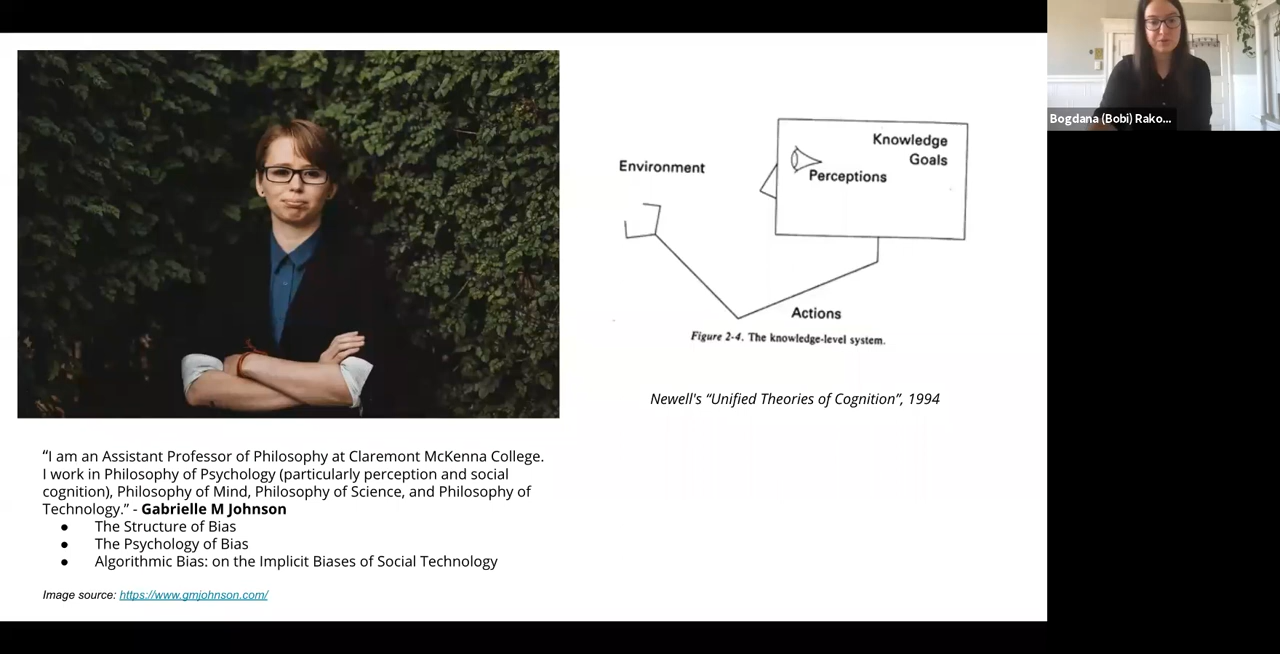 Bogdana (Bobi) Rako...
Environment
Knowledge
Goals
Perceptions
Actions
Figure 2-4. The knowledge-level system.
Newell's “Unified Theories of Cognition”, 1994
“I am an Assistant Professor of Philosophy at Claremont McKenna College.
I work in Philosophy of Psychology (particularly perception and social
cognition), Philosophy of Mind, Philosophy of Science, and Philosophy of
Technology.” - Gabrielle M Johnson
● The Structure of Bias
● The Psychology of Bias
● Algorithmic Bias: on the Implicit Biases of Social Technology
Image source: https://www.gmjohnson.com/